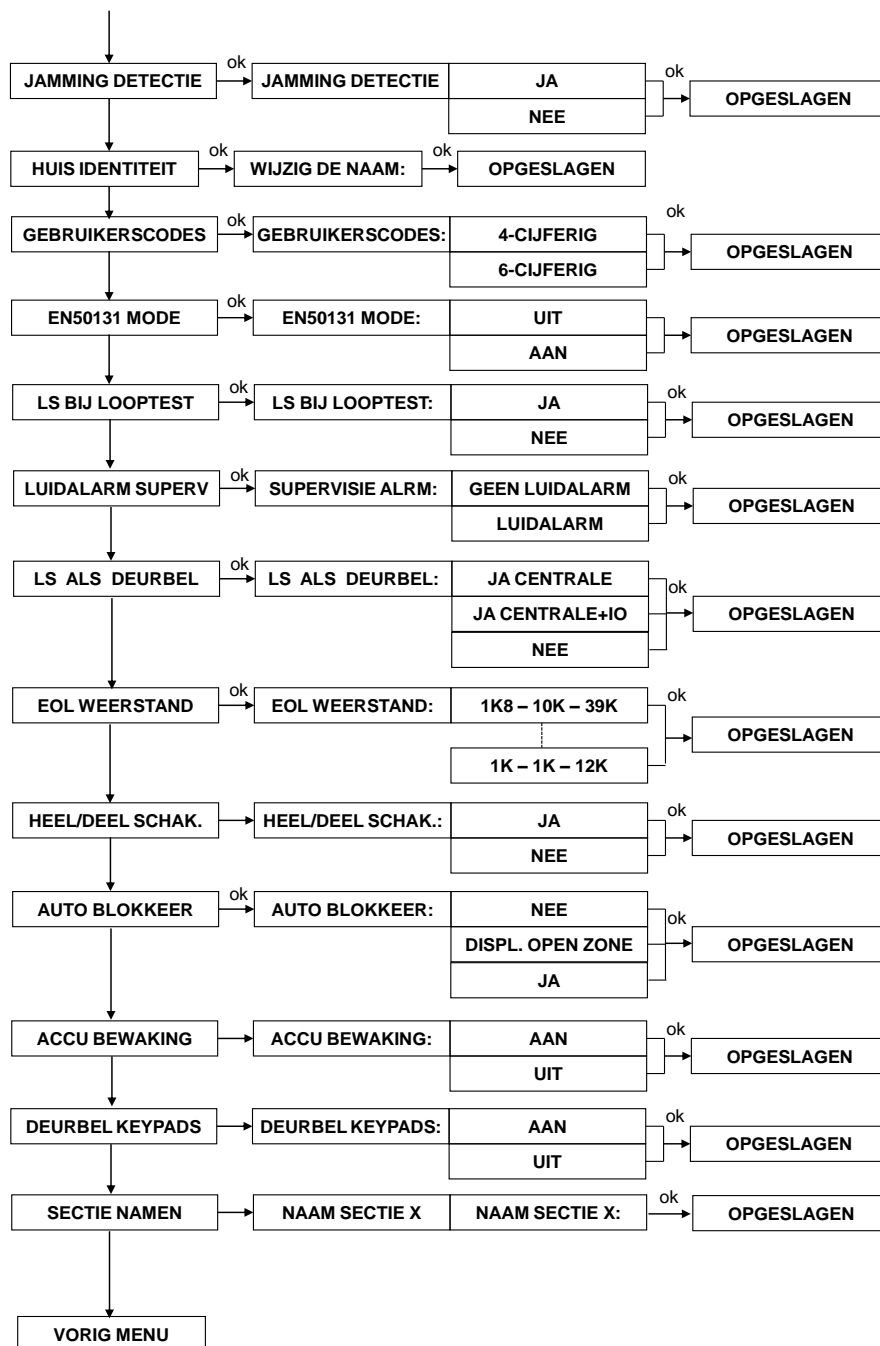 ok ok
JAMMING DETECTIE JAMMING DETECTIE JA OPGESLAGEN
NEE
ok ok
HUIS IDENTITEIT WIJZIG DE NAAM: OPGESLAGEN
ok ok
GEBRUIKERSCODES GEBRUIKERSCODES: 4-CIJFERIG OPGESLAGEN
6-CIJFERIG
ok ok
EN50131 MODE EN50131 MODE: UIT OPGESLAGEN
AAN
ok ok
LS BIJ LOOPTEST LS BIJ LOOPTEST: JA OPGESLAGEN
NEE
ok ok
LUIDALARM SUPERV SUPERVISIE ALRM: GEEN LUIDALARM OPGESLAGEN
LUIDALARM
ok ok
LS ALS DEURBEL LS ALS DEURBEL: JA CENTRALE OPGESLAGEN
JA CENTRALE+IO
NEE
ok ok
EOL WEERSTAND EOL WEERSTAND: 1K8 – 10K – 39K OPGESLAGEN
1K – 1K – 12K
ok
HEEL/DEEL SCHAK. HEEL/DEEL SCHAK.: JA OPGESLAGEN
NEE
ok ok
AUTO BLOKKEER AUTO BLOKKEER: NEE OPGESLAGEN
DISPL. OPEN ZONE
JA
ok
ACCU BEWAKING ACCU BEWAKING: AAN OPGESLAGEN
UIT
ok
DEURBEL KEYPADS DEURBEL KEYPADS: AAN OPGESLAGEN
UIT
ok
SECTIE NAMEN NAAM SECTIE X NAAM SECTIE X: OPGESLAGEN
VORIG MENU